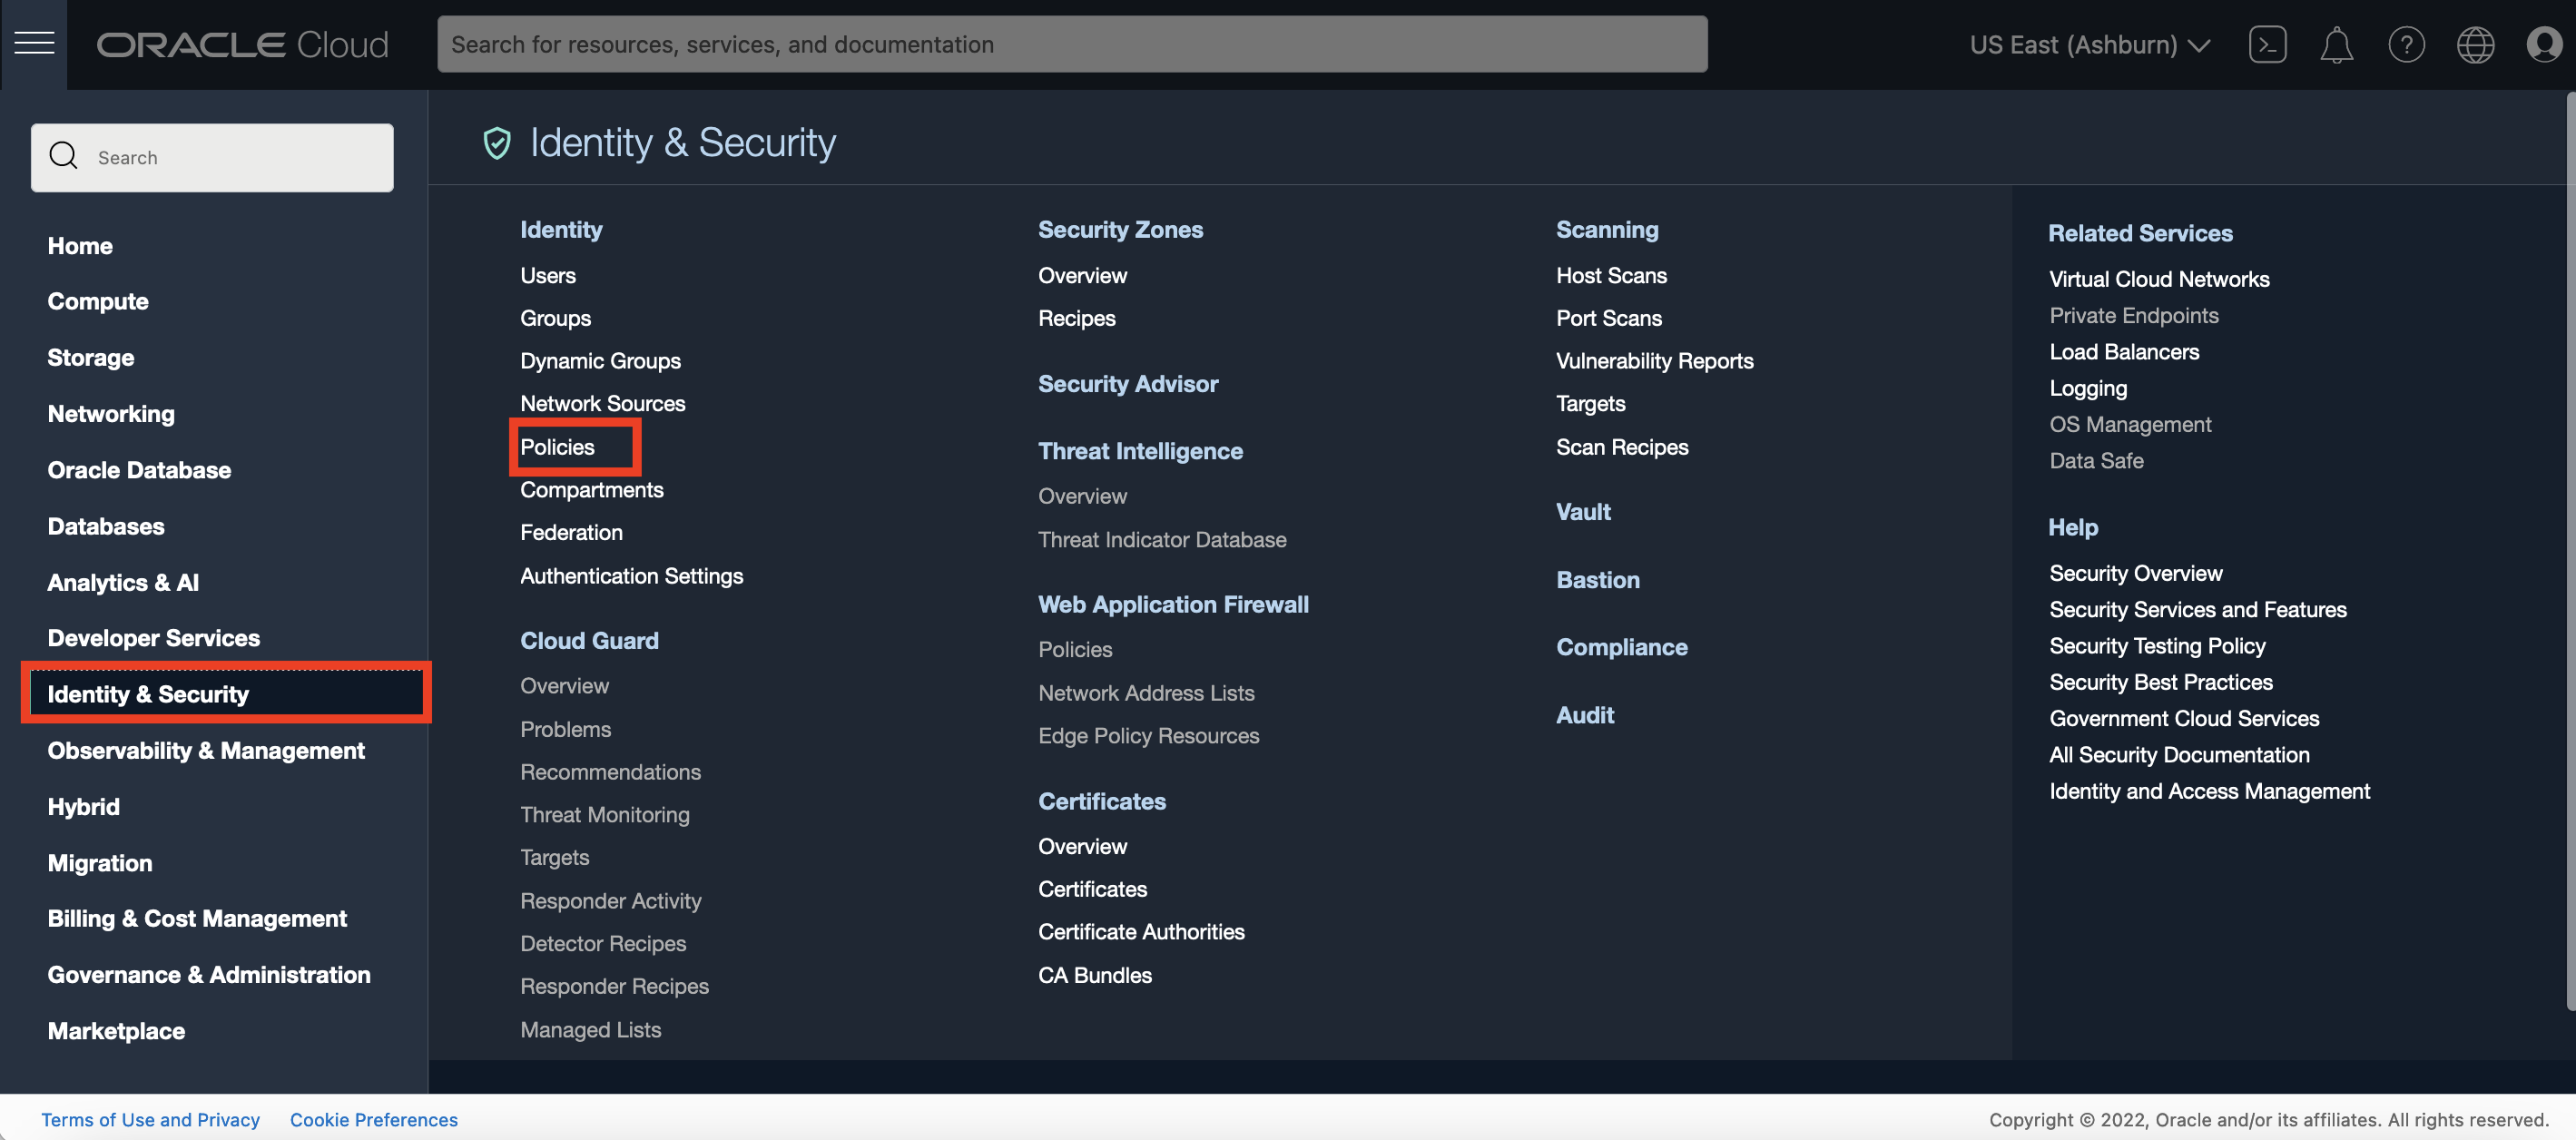 ORACLE Cloud
Search for resources, services, and documentation
US East (Ashburn)
Search
Home
Compute
Storage
Networking
Oracle Database
Databases
Analytics & AI
Developer Services
Identity & Security
Observability & Management
Hybrid
Migration
Billing & Cost Management
Governance & Administration
Marketplace
Identity & Security
Identity
Users
Groups
Dynamic Groups
Network Sources
Policies
Compartments
Federation
Authentication Settings
Cloud Guard
Overview
Problems
Recommendations
Threat Monitoring
Targets
Responder Activity
Detector Recipes
Responder Recipes
Managed Lists
Security Zones
Overview
Recipes
Security Advisor
Threat Intelligence
Overview
Threat Indicator Database
Web Application Firewall
Policies
Network Address Lists
Edge Policy Resources
Certificates
Overview
Certificates
Certificate Authorities
CA Bundles
Scanning
Host Scans
Port Scans
Vulnerability Reports
Targets
Scan Recipes
Vault
Bastion
Compliance
Audit
Related Services
Virtual Cloud Networks
Private Endpoints
Load Balancers
Logging
OS Management
Data Safe
Help
Security Overview
Security Services and Features
Security Testing Policy
Security Best Practices
Government Cloud Services
All Security Documentation
Identity and Access Management
Terms of Use and Privacy Cookie Preferences
Copyright © 2022, Oracle and/or its affiliates. All rights reserved.